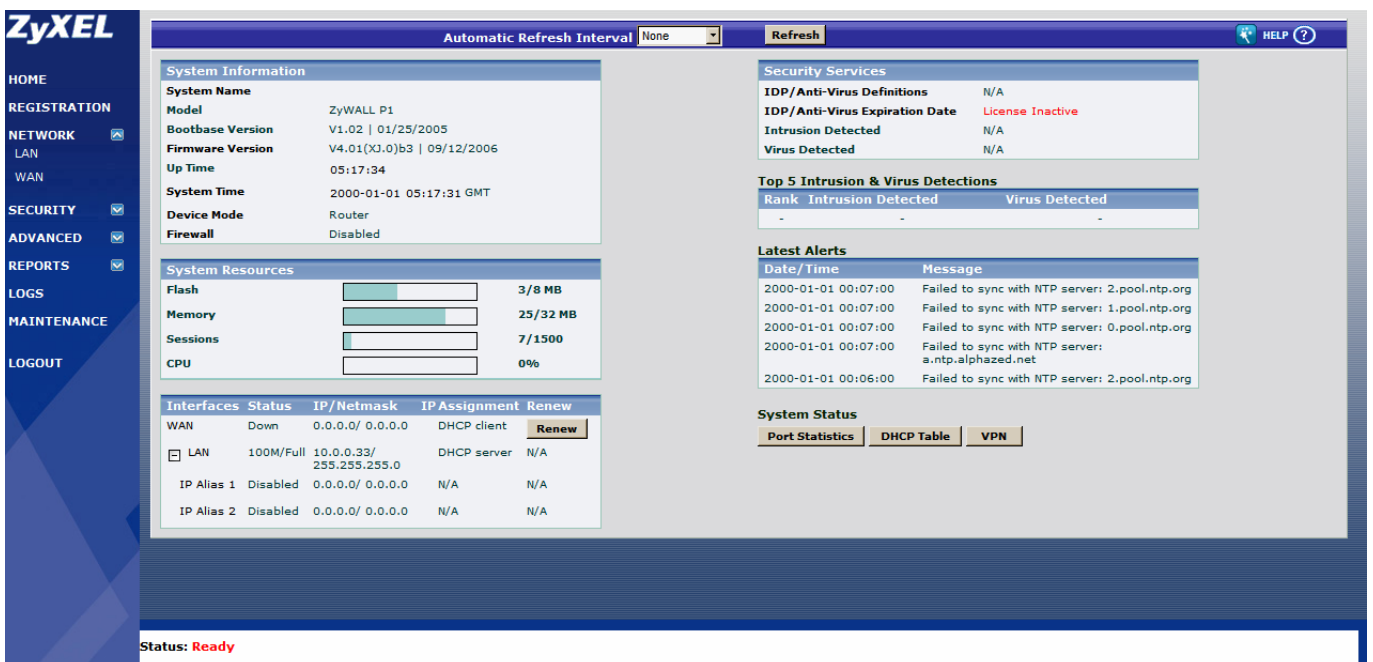 ZyXEL
Automatic Refresh Interval None Refresh HELP ?
HOME
REGISTRATION
NETWORK
LAN
WAN
SECURITY
ADVANCED
REPORTS
LOGS
MAINTENANCE
LOGOUT
System Information
System Name
Model ZyWALL P1
Bootbase Version V1.02 | 01/25/2005
Firmware Version V4.01(XJ.0)b3 | 09/12/2006
Up Time 05:17:34
System Time 2000-01-01 05:17:31 GMT
Device Mode Router
Firewall Disabled
System Resources
Flash 3/8 MB
Memory 25/32 MB
Sessions 7/1500
CPU 0%
Interfaces Status IP/Netmask IP Assignment Renew
WAN Down 0.0.0.0/ 0.0.0.0 DHCP client Renew
LAN 100M/Full 10.0.0.33/ DHCP server N/A
255.255.255.0
IP Alias 1 Disabled 0.0.0.0/ 0.0.0.0 N/A N/A
IP Alias 2 Disabled 0.0.0.0/ 0.0.0.0 N/A N/A
Security Services
IDP/Anti-Virus Definitions N/A
IDP/Anti-Virus Expiration Date License Inactive
Intrusion Detected N/A
Virus Detected N/A
Top 5 Intrusion & Virus Detections
Rank Intrusion Detected Virus Detected
- - -
Latest Alerts
Date/Time Message
2000-01-01 00:07:00 Failed to sync with NTP server: 2.pool.ntp.org
2000-01-01 00:07:00 Failed to sync with NTP server: 1.pool.ntp.org
2000-01-01 00:07:00 Failed to sync with NTP server: 0.pool.ntp.org
2000-01-01 00:07:00 Failed to sync with NTP server:
a.ntp.alphazed.net
2000-01-01 00:06:00 Failed to sync with NTP server: 2.pool.ntp.org
System Status
Port Statistics DHCP Table VPN
Status: Ready